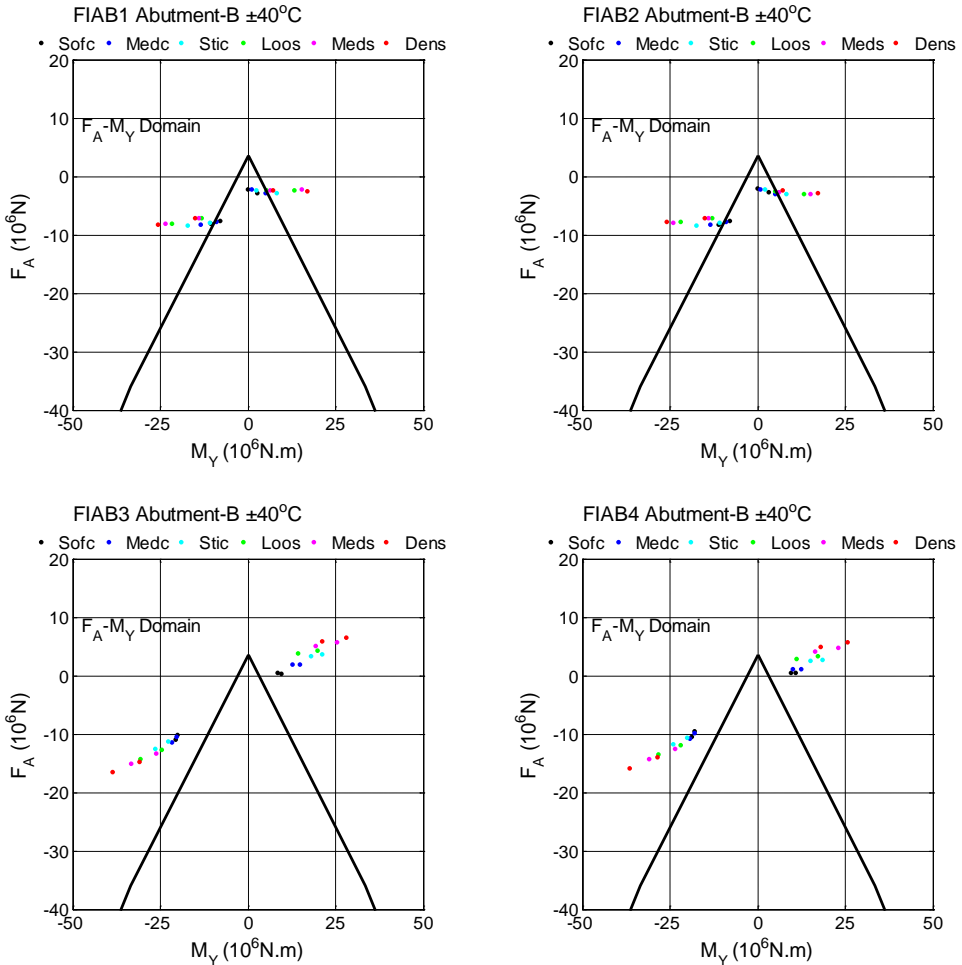 FIAB1 Abutment-B ±40°C
• Sofc • Medc • Stic • Loos • Meds • Dens
20
10
0
-10
-20
-30
-40
F_A-M_Y Domain
F_A (10^6N)
-50 -25 0 25 50
M_Y (10^6N.m)
FIAB2 Abutment-B ±40°C
• Sofc • Medc • Stic • Loos • Meds • Dens
20
10
0
-10
-20
-30
-40
F_A-M_Y Domain
F_A (10^6N)
-50 -25 0 25 50
M_Y (10^6N.m)
FIAB3 Abutment-B ±40°C
• Sofc • Medc • Stic • Loos • Meds • Dens
20
10
0
-10
-20
-30
-40
F_A-M_Y Domain
F_A (10^6N)
-50 -25 0 25 50
M_Y (10^6N.m)
FIAB4 Abutment-B ±40°C
• Sofc • Medc • Stic • Loos • Meds • Dens
20
10
0
-10
-20
-30
-40
F_A-M_Y Domain
F_A (10^6N)
-50 -25 0 25 50
M_Y (10^6N.m)